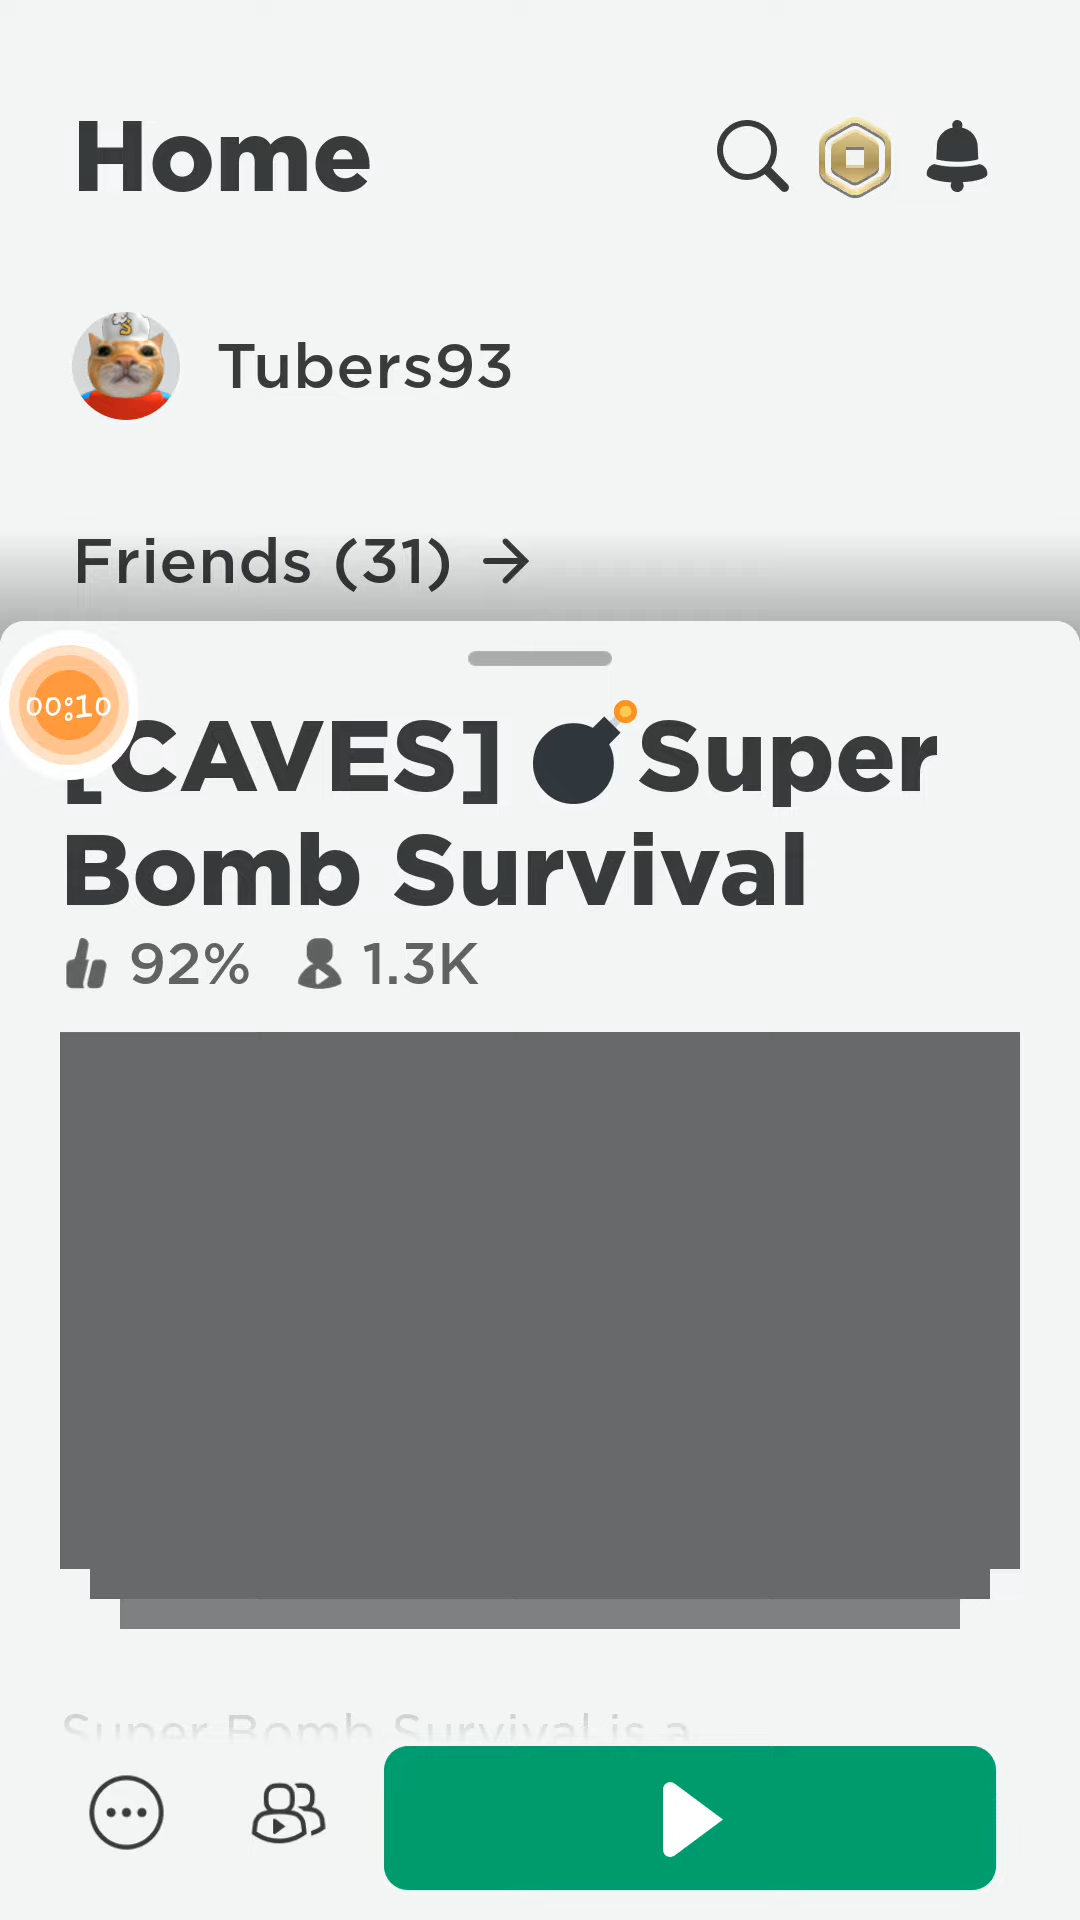 Home
Tubers93
Friends (31) →
00:10
[CAVES] 💣Super
Bomb Survival
92% 1.3K
Super Bomb Survival is a